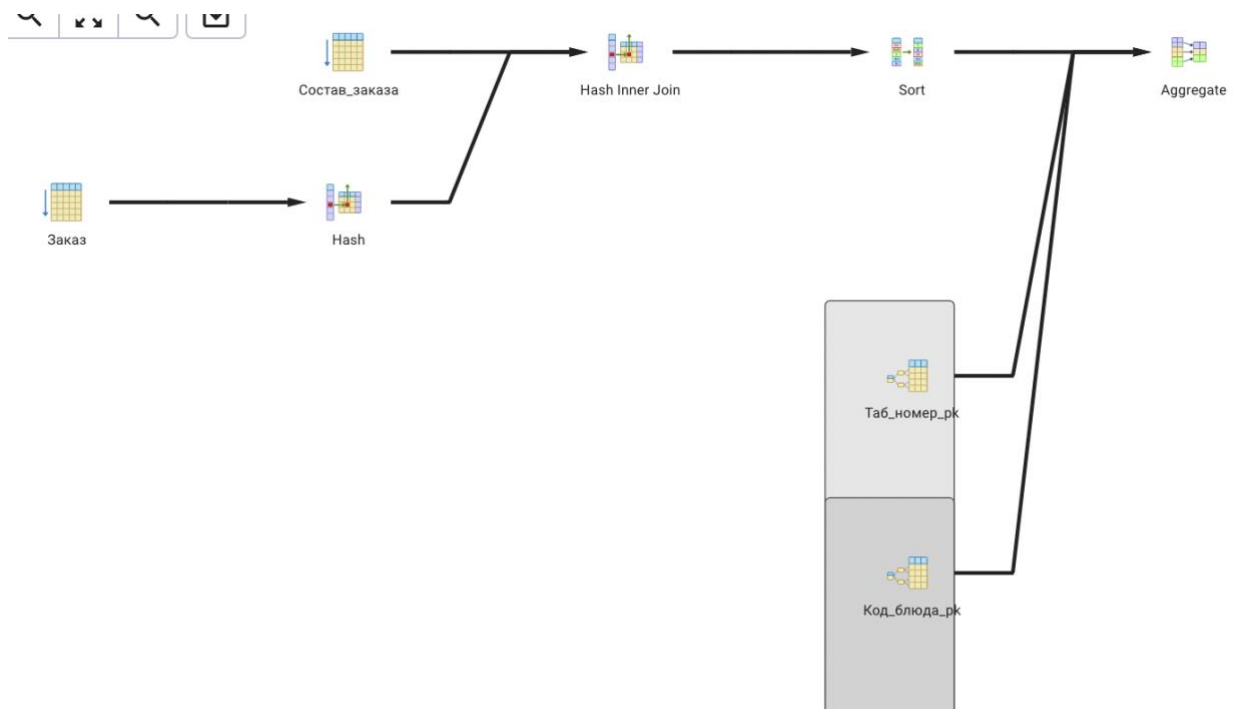 Состав_заказа
Hash Inner Join
Sort
Aggregate
Заказ
Hash
Таб_номер_pk
Код_блюда_pk